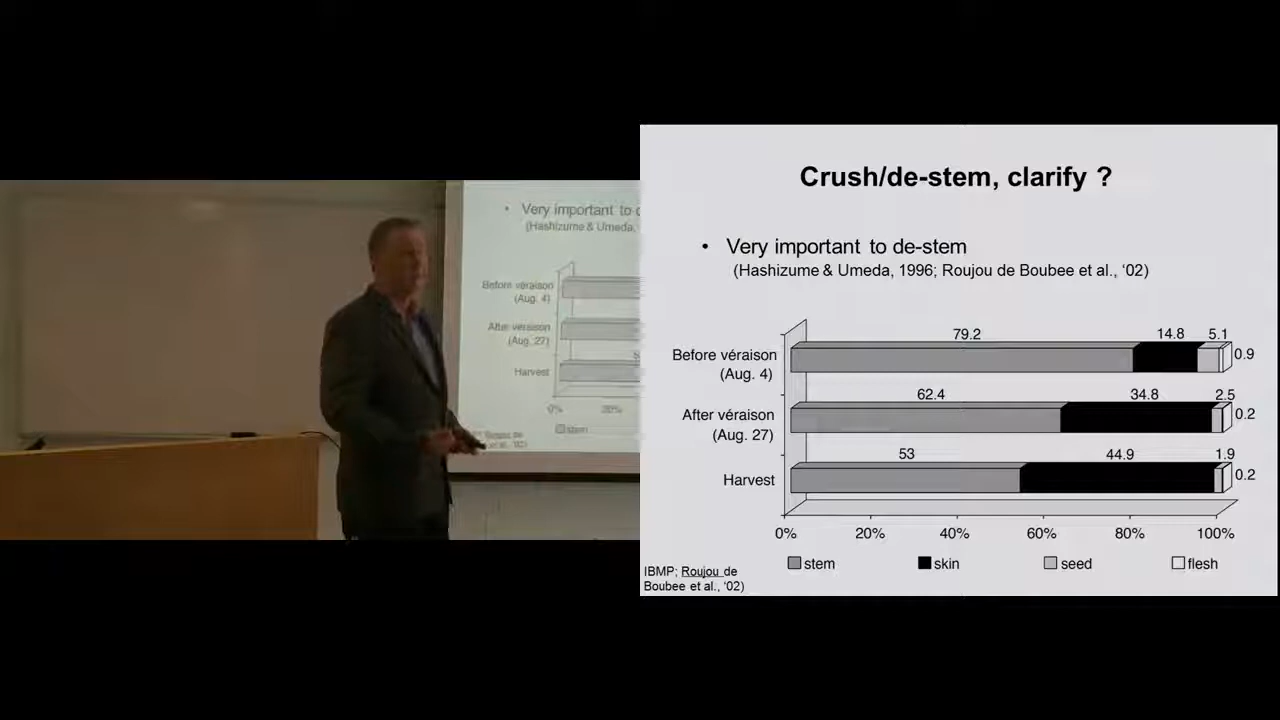 • Very important to
(Hashizume & Umeda,
Before véraison
(Aug. 4)
After véraison
(Aug. 27)
Harvest
0%
20%
stem
Crush/de-stem, clarify ?
• Very important to de-stem
(Hashizume & Umeda, 1996; Roujou de Boubee et al., ‘02)
79.2 14.8 5.1
Before véraison
(Aug. 4)
0.9
62.4 34.8 2.5
After véraison
(Aug. 27)
0.2
53 44.9 1.9
Harvest
0.2
0% 20% 40% 60% 80% 100%
stem skin seed flesh
IBMP; Roujou de
Boubee et al., ‘02)